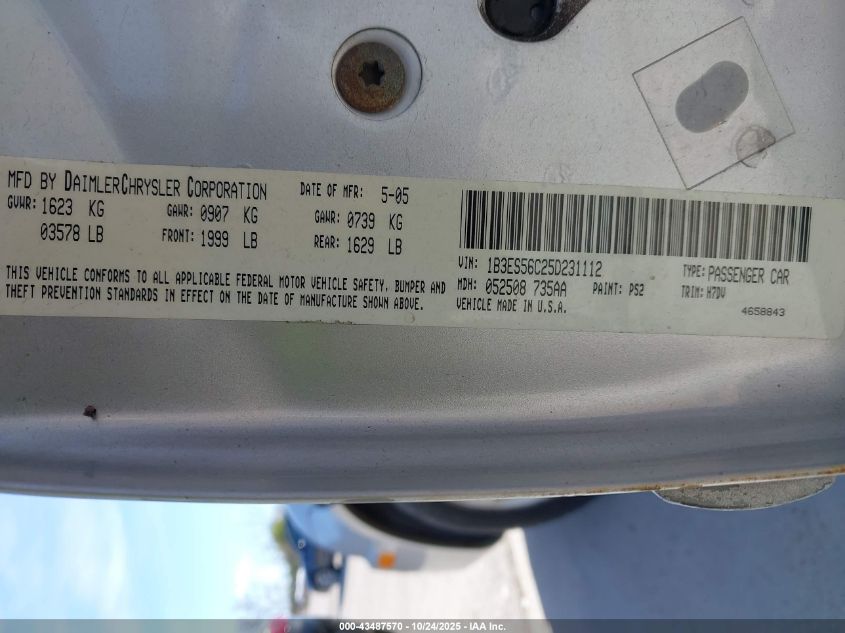 MFD BY DAIMLERCHRYSLER CORPORATION DATE OF MFR: 5-05
GVWR: 1623 KG GAWR: 0907 KG GAWR: 0739 KG
03578 LB FRONT: 1999 LB REAR: 1629 LB
THIS VEHICLE CONFORMS TO ALL APPLICABLE FEDERAL MOTOR VEHICLE SAFETY, BUMPER AND
THEFT PREVENTION STANDARDS IN EFFECT ON THE DATE OF MANUFACTURE SHOWN ABOVE.
VIN: 1B3ES56C25D231112 TYPE: PASSENGER CAR
MDH: 052508 735AA PAINT: PS2 TRIM: H7DV
VEHICLE MADE IN U.S.A. 4658843
000-43487570 • 10/24/2025 • IAA Inc.